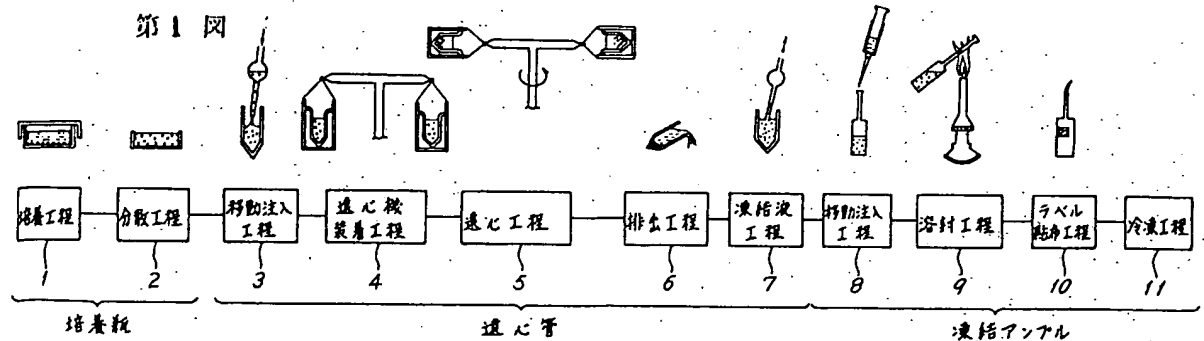 第1図
培養工程
分散工程
移動注入
工程
遠心機
装着工程
遠心工程
排出工程
凍結液
工程
移動注入
工程
溶封工程
ラベル
貼布工程
冷凍工程
1
2
3
4
5
6
7
8
9
10
11
培養瓶
遠心管
凍結アンプル